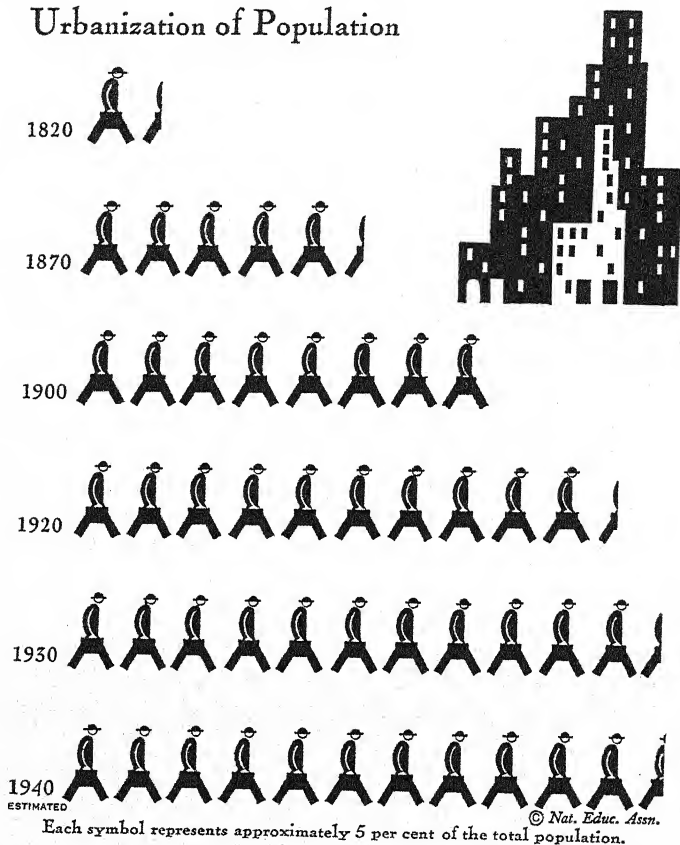 Urbanization of Population
1820
1870
1900
1920
1930
1940
ESTIMATED
© Nat. Educ. Assn.
Each symbol represents approximately 5 per cent of the total population.